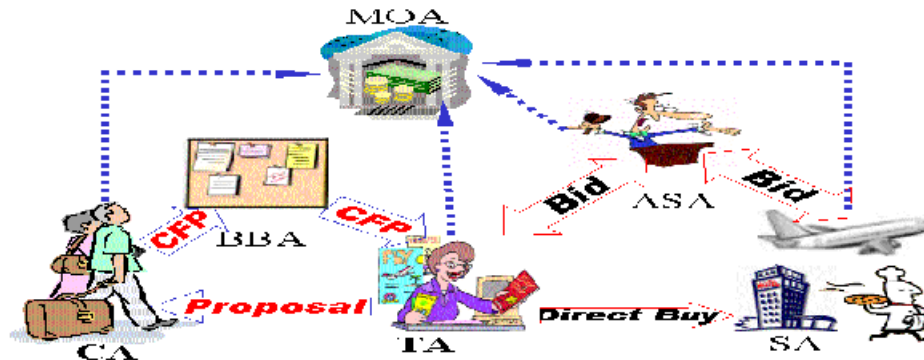 MOA
CFP
BBA
CFP
Bid
ASA
Bid
CA
Proposal
TA
Direct Buy
SA